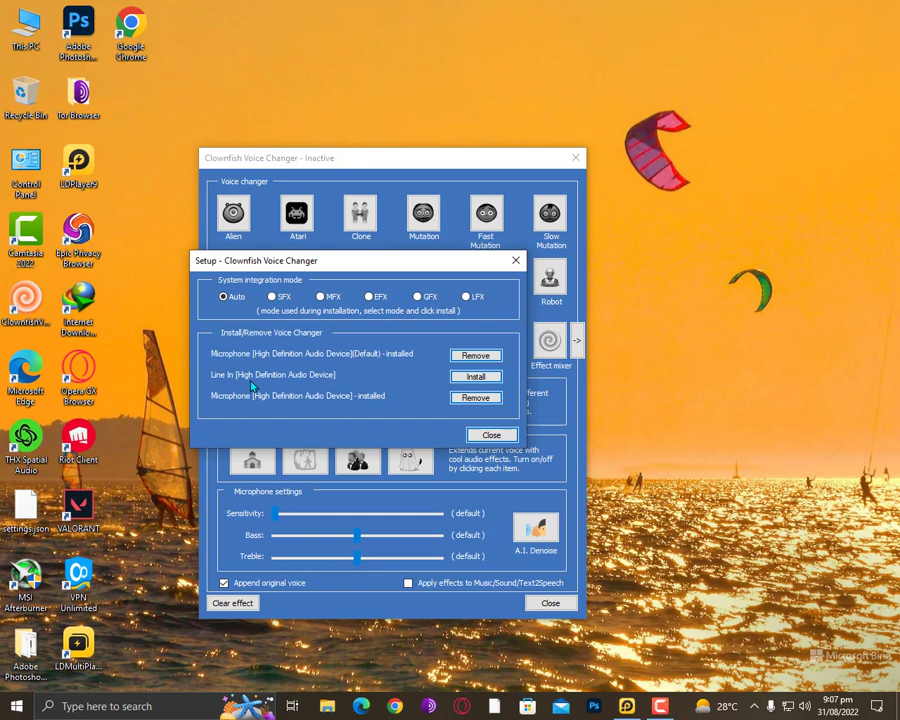 This PC
Adobe
Photosh...
Google
Chrome
Recycle Bin
Tor Browser
Control
Panel
LDPlayer9
Camtasia
2022
Epic Privacy
Browser
ClownfishV...
Internet
Downlo...
Microsoft
Edge
Opera GX
Browser
THX Spatial
Audio
Riot Client
settings.json
VALORANT
MSI
Afterburner
VPN
Unlimited
Adobe
Photosho...
LDMultiPla...
Clownfish Voice Changer - Inactive
Voice changer
Alien
Atari
Clone
Mutation
Fast
Mutation
Slow
Mutation
Robot
Effect mixer
->
Setup - Clownfish Voice Changer
System integration mode
Auto
SFX
MFX
EFX
GFX
LFX
( mode used during installation, select mode and click install )
Install/Remove Voice Changer
Microphone [High Definition Audio Device](Default) - installed
Remove
Line In [High Definition Audio Device]
Install
Microphone [High Definition Audio Device] - installed
Remove
Close
Extends current voice with
cool audio effects. Turn on/off
by clicking each item.
Microphone settings
Sensitivity:
( default )
Bass:
( default )
Treble:
( default )
A.I. Denoise
Append original voice
Apply effects to Music/Sound/Text2Speech
Clear effect
Close
Microsoft Bing
Type here to search
28°C
9:07 pm
31/08/2022